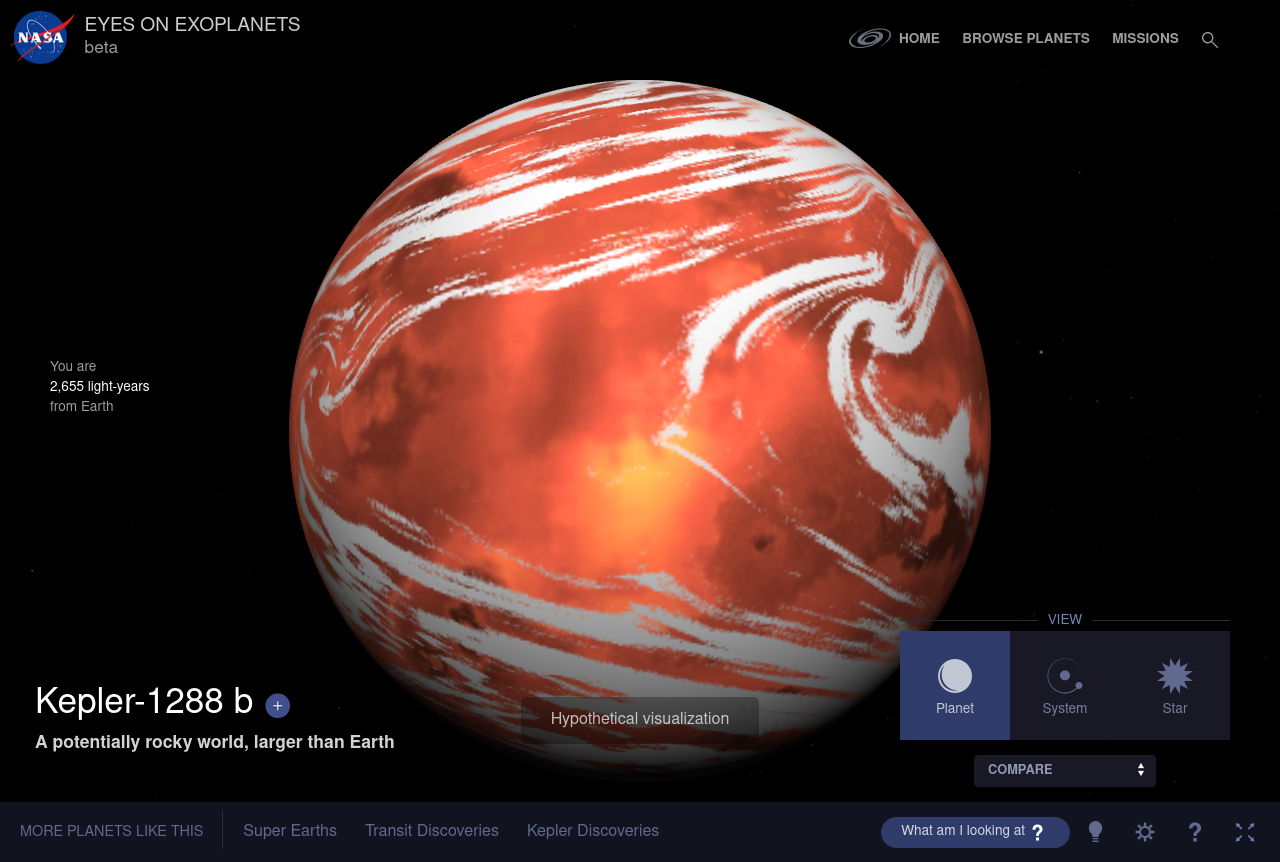 NASA
EYES ON EXOPLANETS
beta
HOME
BROWSE PLANETS
MISSIONS
You are
2,655 light-years
from Earth
VIEW
Planet
System
Star
Kepler-1288 b +
A potentially rocky world, larger than Earth
Hypothetical visualization
COMPARE
MORE PLANETS LIKE THIS
Super Earths
Transit Discoveries
Kepler Discoveries
What am I looking at ?
?